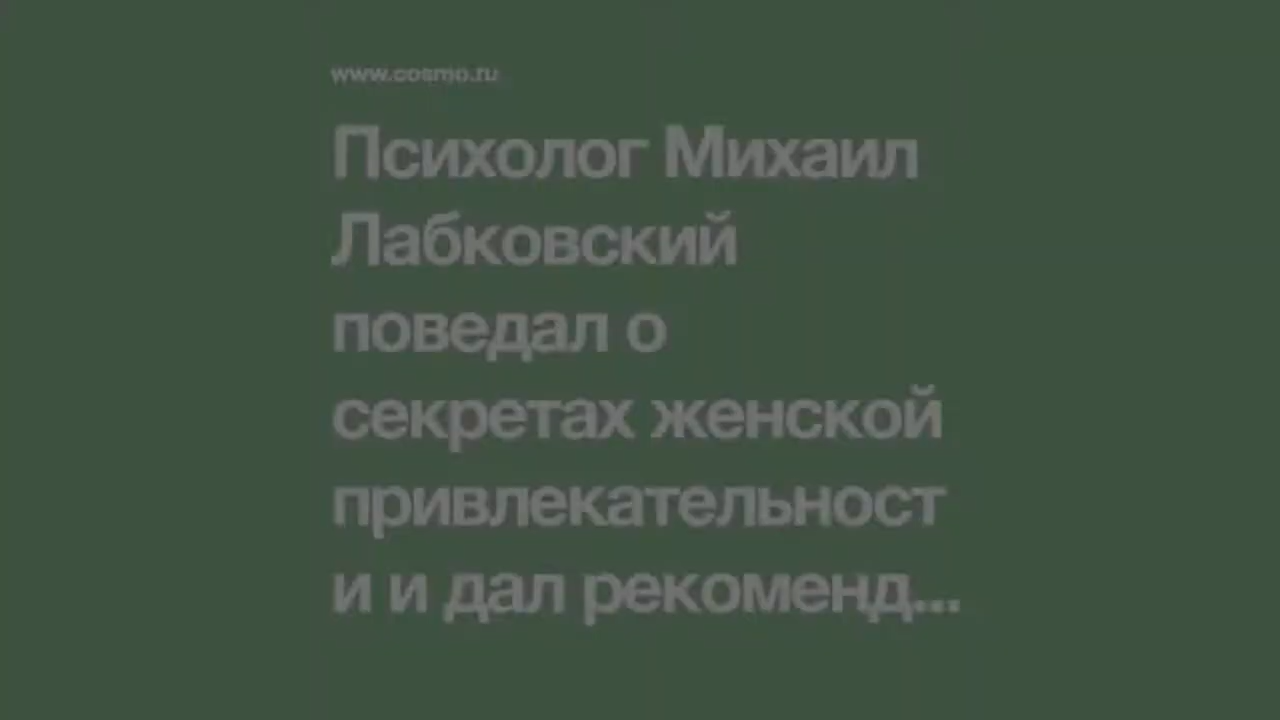 www.cosmo.ru
Психолог Михаил
Лабковский
поведал о
секретах женской
привлекательност
и и дал рекоменд...